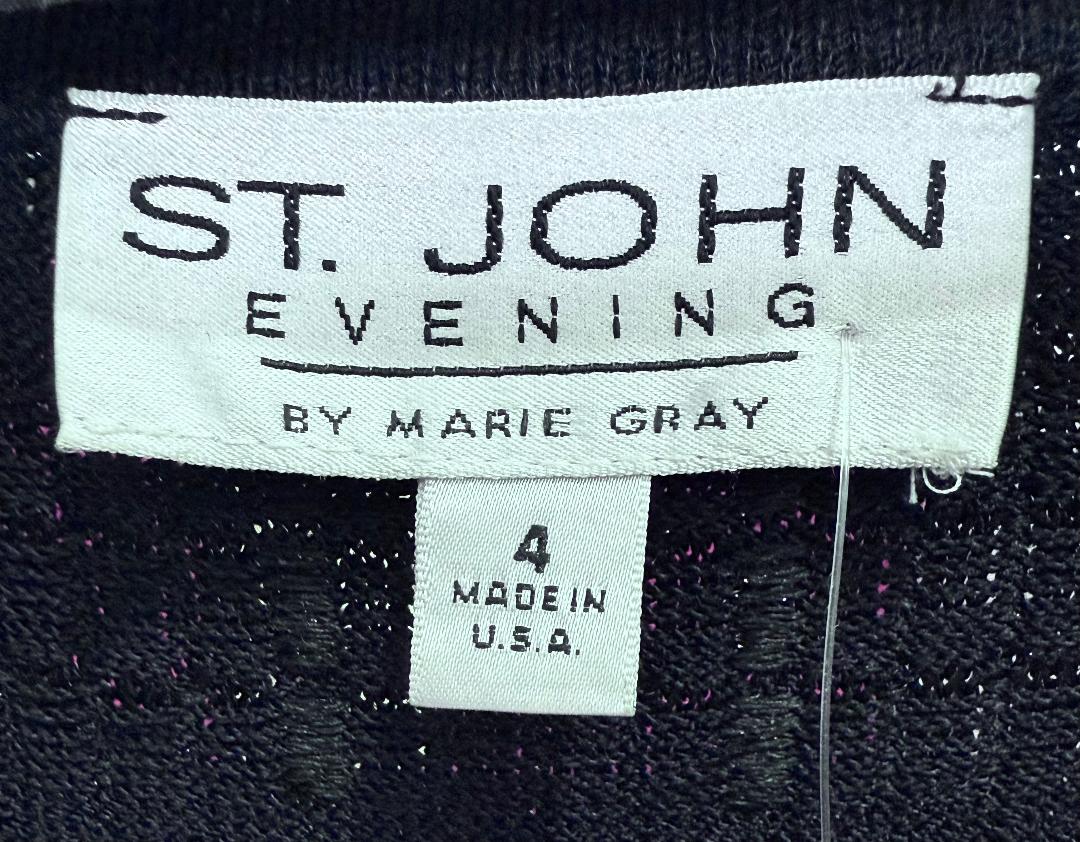 ST. JOHN
EVENING
BY MARIE GRAY
4
MADE IN
U.S.A.